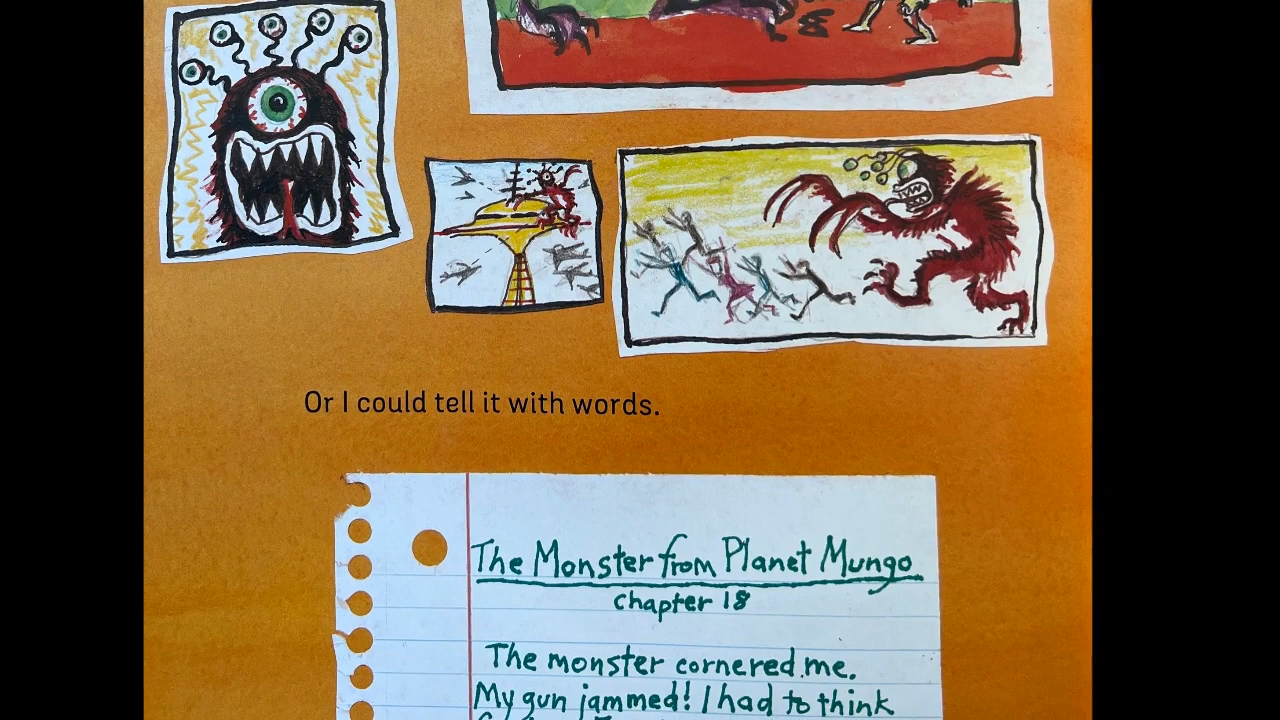 Or I could tell it with words.
The Monster from Planet Mungo
chapter 18
The monster cornered me.
My gun jammed! I had to think